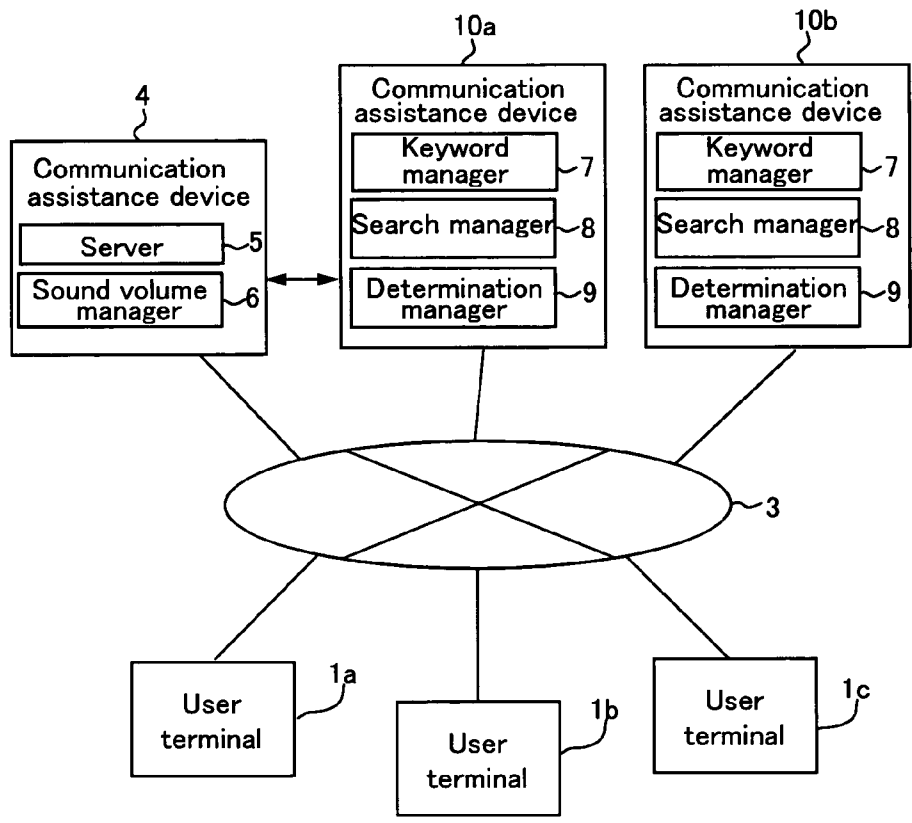 10a
10b
4
Communication
assistance device
Server
5
Sound volume
manager
6
Communication
assistance device
Keyword
manager
7
Search manager
8
Determination
manager
9
Communication
assistance device
Keyword
manager
7
Search manager
8
Determination
manager
9
3
User
terminal
1a
User
terminal
1b
User
terminal
1c